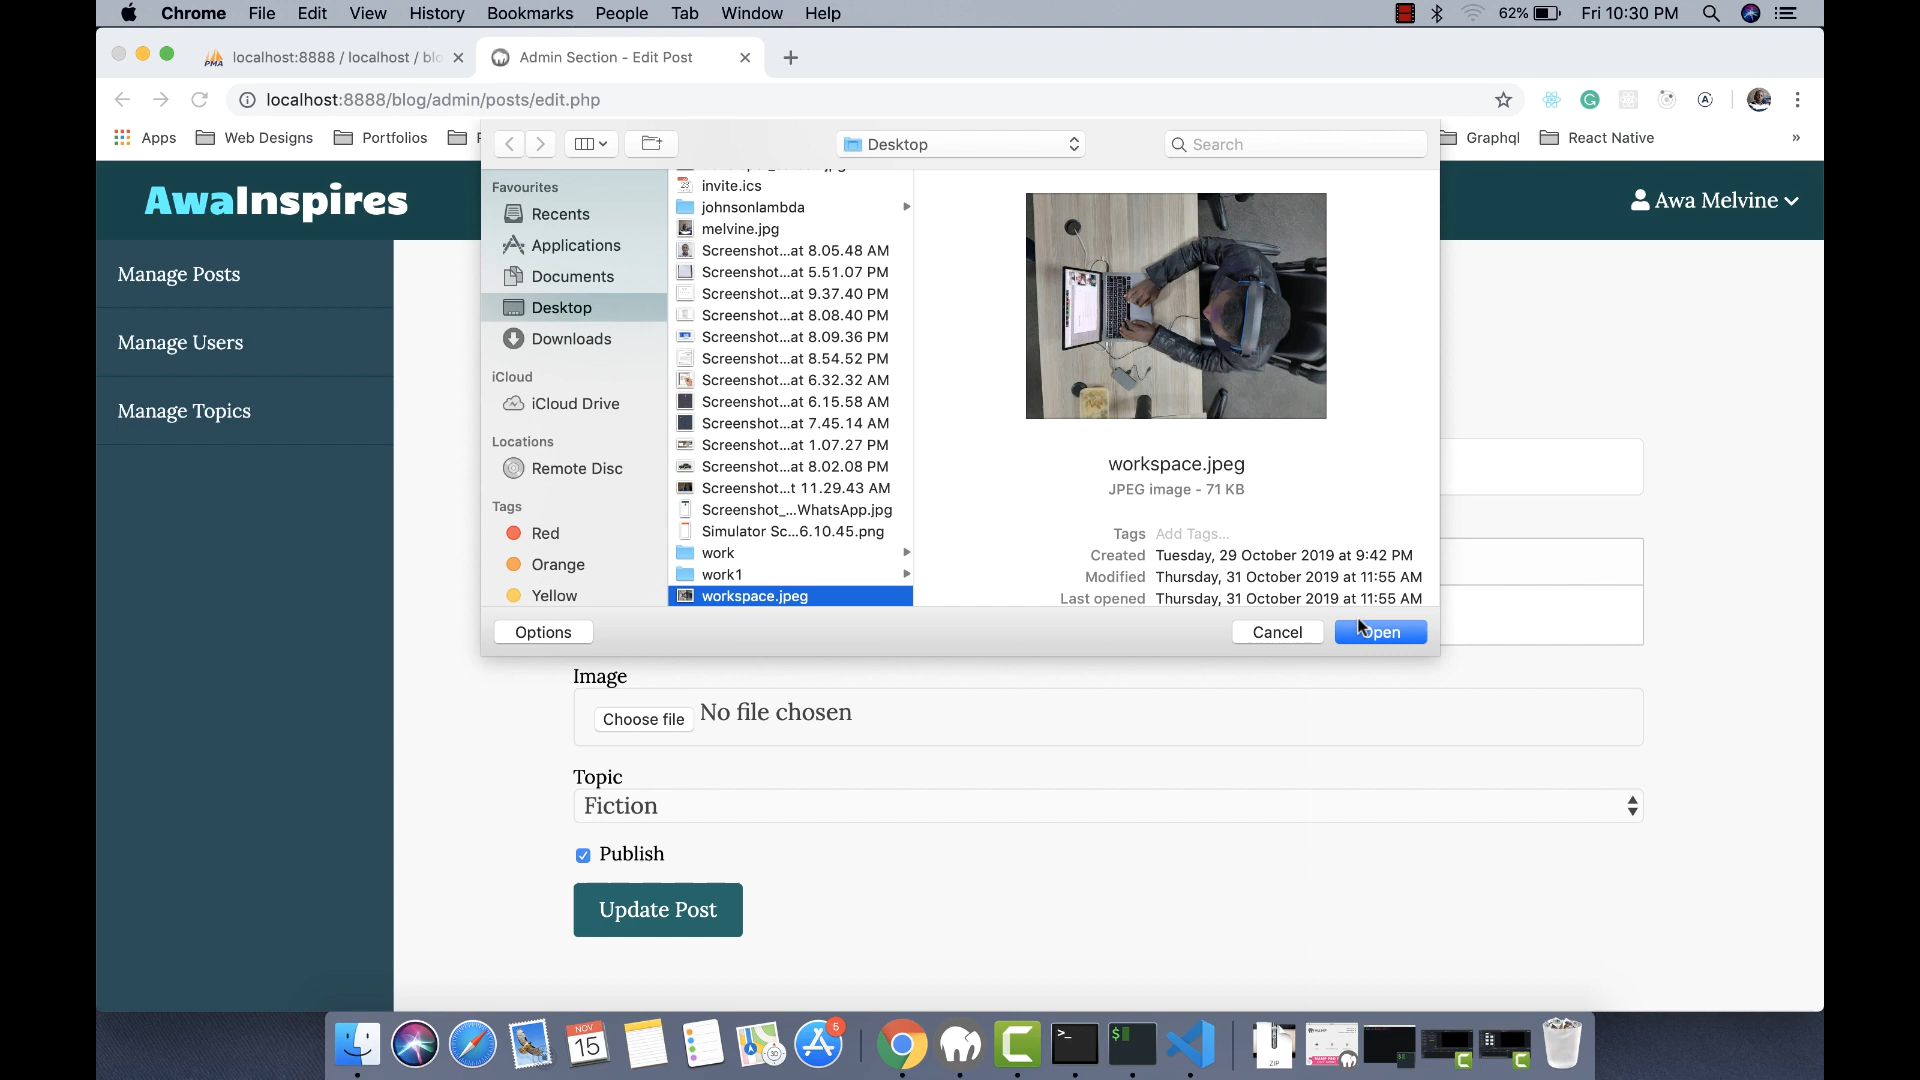 Chrome File Edit View History Bookmarks People Tab Window Help
62% Fri 10:30 PM
PMA localhost:8888 / localhost / blo
Admin Section - Edit Post
localhost:8888/blog/admin/posts/edit.php
Apps Web Designs Portfolios
Graphql React Native »
Desktop
Search
AwaInspires
Awa Melvine
Manage Posts
Manage Users
Manage Topics
Favourites
Recents
Applications
Documents
Desktop
Downloads
iCloud
iCloud Drive
Locations
Remote Disc
Tags
Red
Orange
Yellow
invite.ics
johnsonlambda
melvine.jpg
Screenshot...at 8.05.48 AM
Screenshot...at 5.51.07 PM
Screenshot...at 9.37.40 PM
Screenshot...at 8.08.40 PM
Screenshot...at 8.09.36 PM
Screenshot...at 8.54.52 PM
Screenshot...at 6.32.32 AM
Screenshot...at 6.15.58 AM
Screenshot...at 7.45.14 AM
Screenshot...at 1.07.27 PM
Screenshot...at 8.02.08 PM
Screenshot...t 11.29.43 AM
Screenshot_...WhatsApp.jpg
Simulator Sc...6.10.45.png
work
work1
workspace.jpeg
workspace.jpeg
JPEG image - 71 KB
Tags Add Tags...
Created Tuesday, 29 October 2019 at 9:42 PM
Modified Thursday, 31 October 2019 at 11:55 AM
Last opened Thursday, 31 October 2019 at 11:55 AM
Options
Cancel
Open
Image
Choose file No file chosen
Topic
Fiction
Publish
Update Post
NOV
15
5
ZIP